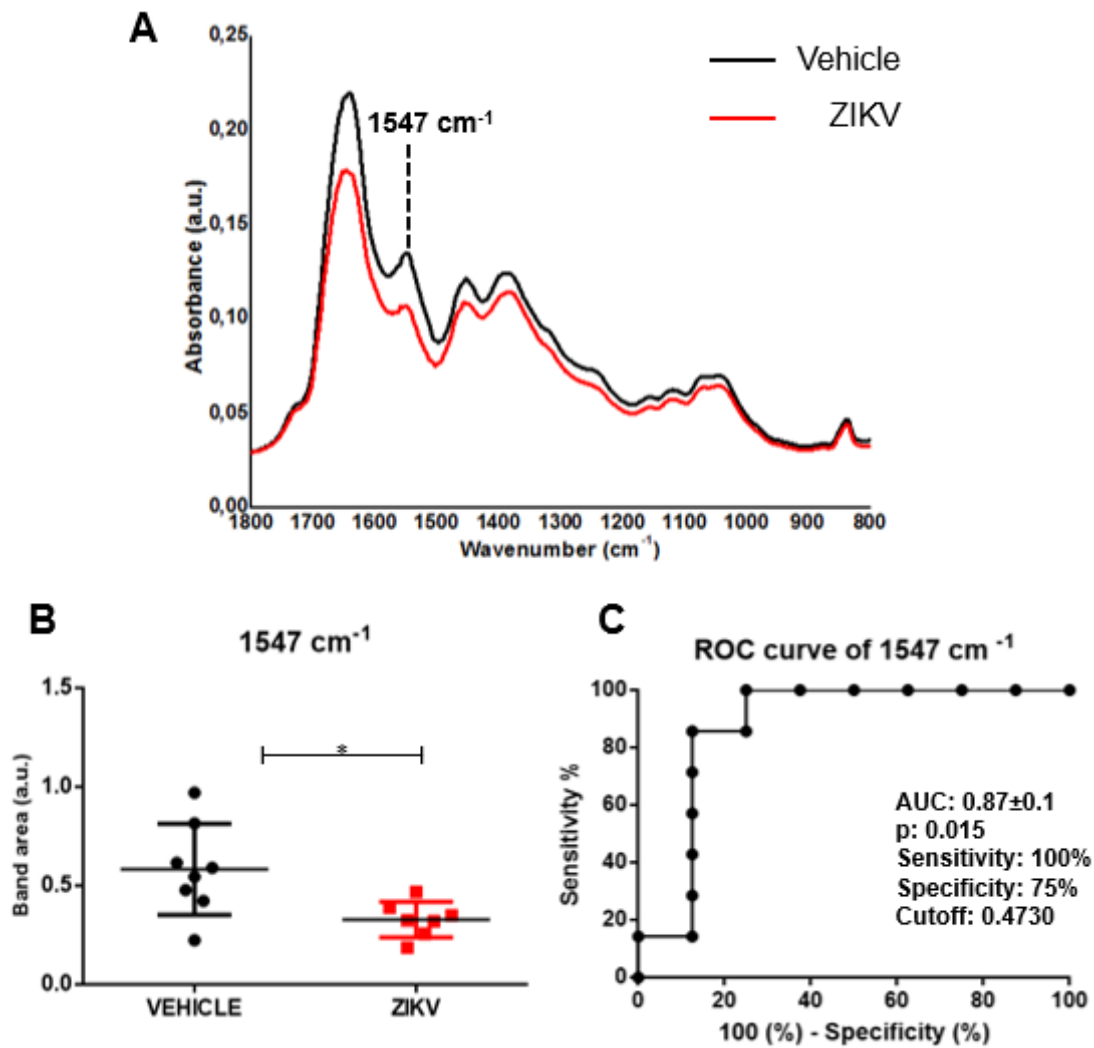 A
0,25
0,20
0,15
0,10
0,05
0,00
Absorbance (a.u.)
1547 cm-1
Vehicle
ZIKV
1800 1700 1600 1500 1400 1300 1200 1100 1000 900 800
Wavenumber (cm-1)
B
1547 cm-1
1.5
1.0
0.5
0.0
Band area (a.u.)
*
VEHICLE ZIKV
C
ROC curve of 1547 cm -1
100
80
60
40
20
0
Sensitivity %
AUC: 0.87±0.1
p: 0.015
Sensitivity: 100%
Specificity: 75%
Cutoff: 0.4730
0 20 40 60 80 100
100 (%) - Specificity (%)